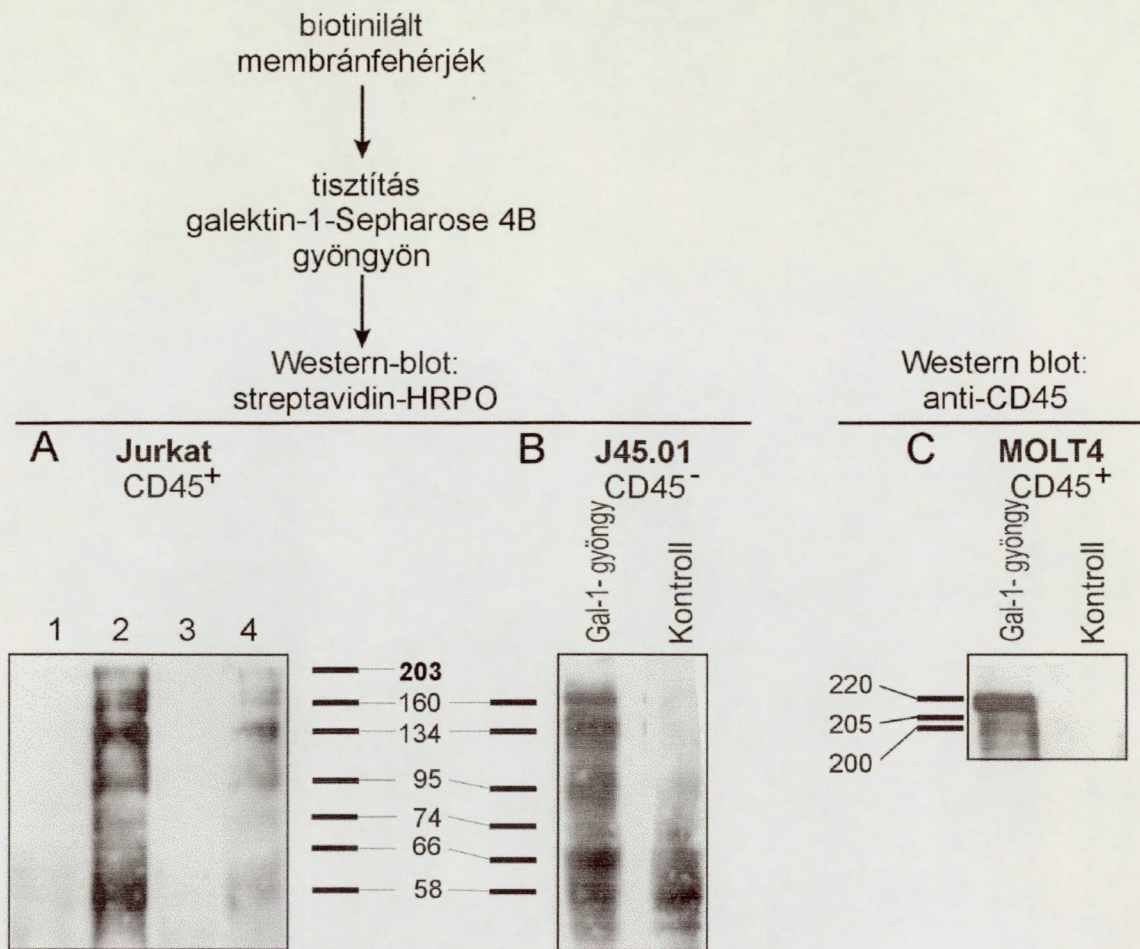 biotinilált
membránfehérjék
tisztítás
galektin-1-Sepharose 4B
gyöngyön
Western-blot:
streptavidin-HRPO
Western blot:
anti-CD45
A
Jurkat
CD45+
1 2 3 4
203
160
134
95
74
66
58
B
J45.01
CD45-
Gal-1- gyöngy
Kontroll
C
MOLT4
CD45+
Gal-1- gyöngy
Kontroll
220
205
200